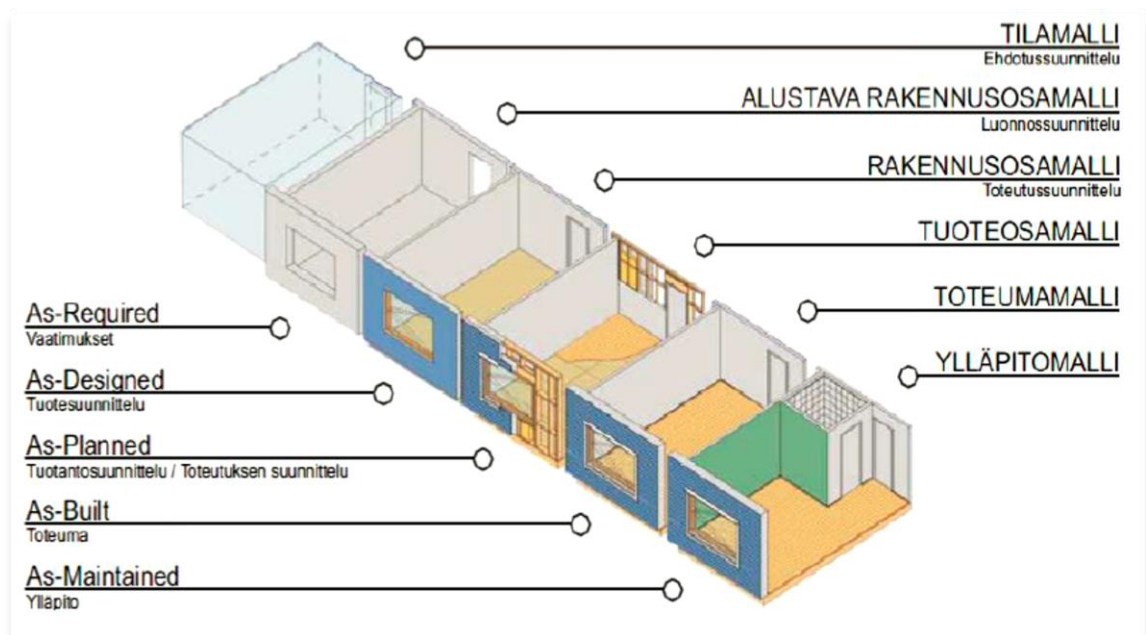 TILAMALLI
Ehdotussuunnittelu
ALUSTAVA RAKENNUSOSAMALLI
Luonnossuunnittelu
RAKENNUSOSAMALLI
Toteutussuunnittelu
TUOTEOSAMALLI
TOTEUMAMALLI
YLLÄPITOMALLI
As-Required
Vaatimukset
As-Designed
Tuotesuunnittelu
As-Planned
Tuotantosuunnittelu / Toteutuksen suunnittelu
As-Built
Toteuma
As-Maintained
Ylläpito